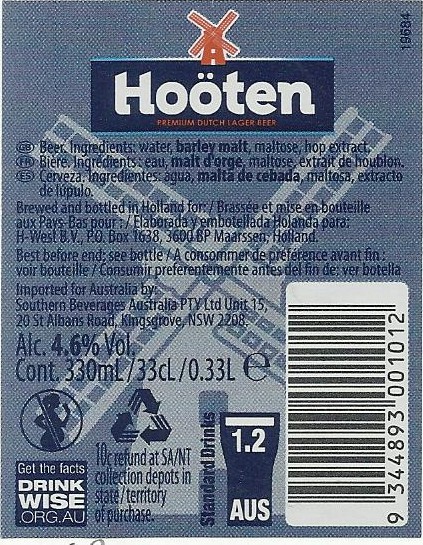 19694
Hoöten
PREMIUM DUTCH LAGER BEER
GB Beer. Ingredients: water, barley malt, maltose, hop extract.
FR Bière. Ingrédients: eau, malt d'orge, maltose, extrait de houblon.
ES Cerveza. Ingredientes: agua, malta de cebada, maltosa, extracto
de lúpulo.
Brewed and bottled in Holland for: / Brassée et mise en bouteille
aux Pays-Bas pour: / Elaborada y embotellada Holanda para:
H-West B.V., P.O. Box 1638, 3600 BP Maarssen, Holland.
Best before end; see bottle / A consommer de préférence avant fin :
voir bouteille / Consumir preferentemente antes del fin de: ver botella
Imported for Australia by:
Southern Beverages Australia PTY Ltd Unit 15,
20 St Albans Road, Kingsgrove, NSW 2208.
Alc. 4.6% Vol.
Cont. 330mL/33cL/0.33L e
Get the facts
DRINK
WISE
.ORG.AU
10c refund at SA/NT
collection depots in
state/territory
of purchase.
Standard Drinks
1.2
AUS
9 344893 001012